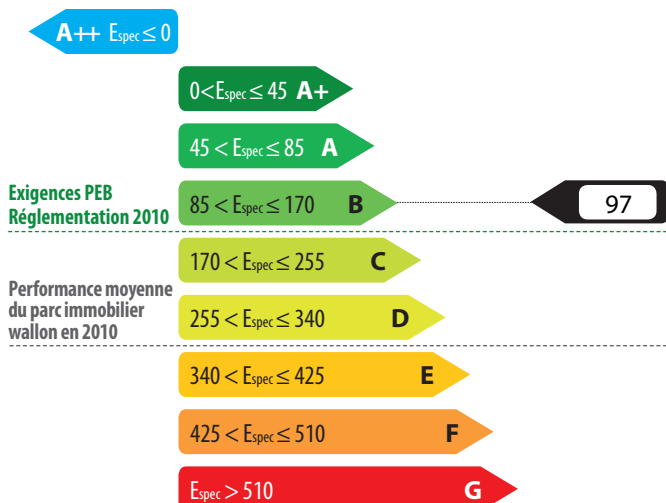 A++ Espec ≤ 0
0<Espec ≤ 45 A+
45 < Espec ≤ 85 A
Exigences PEB
Réglementation 2010
85 < Espec ≤ 170 B
97
170 < Espec ≤ 255 C
Performance moyenne
du parc immobilier
wallon en 2010
255 < Espec ≤ 340 D
340 < Espec ≤ 425 E
425 < Espec ≤ 510 F
Espec > 510 G